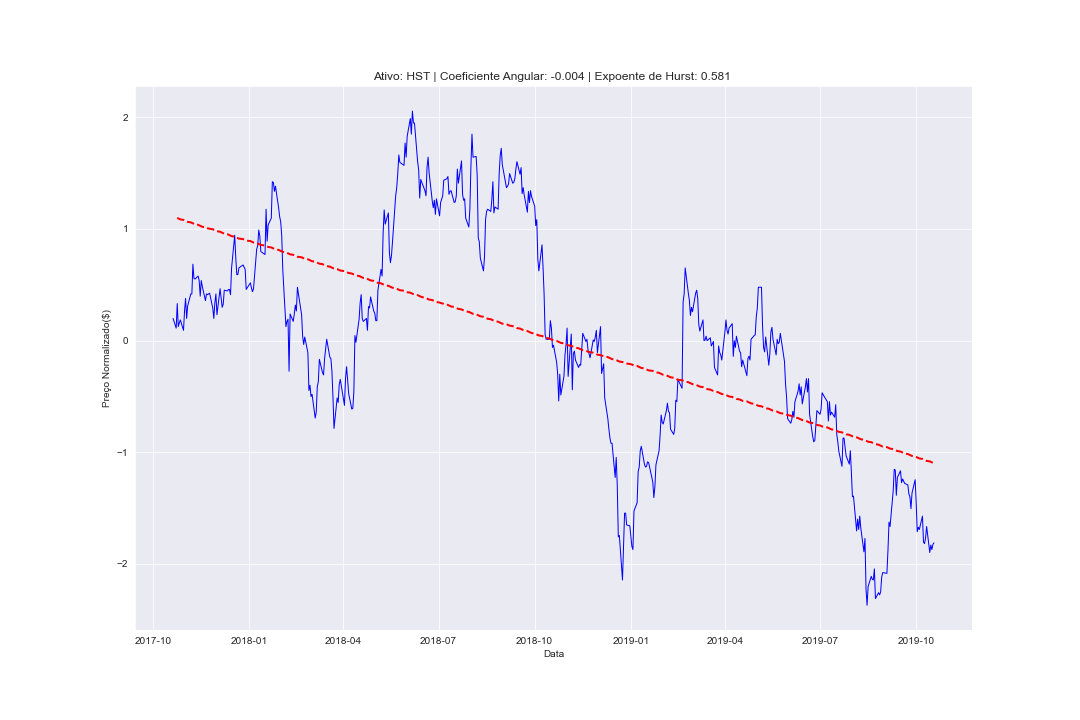 Ativo: HST | Coeficiente Angular: -0.004 | Expoente de Hurst: 0.581
2
1
0
−1
−2
Preço Normalizado($)
2017-10 2018-01 2018-04 2018-07 2018-10 2019-01 2019-04 2019-07 2019-10
Data